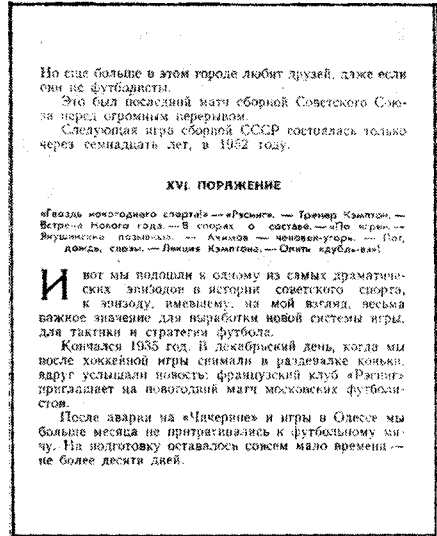 Но еще больше в этом городе любят друзей, даже если
они не футболисты.
Это был последний матч сборной Советского Сою-
за перед огромным перерывом.
Следующая игра сборной СССР состоялась только
через семнадцать лет, в 1952 году.
XVI. ПОРАЖЕНИЕ
«Гвоздь новогоднего спорта!» — «Рэсинг». — Тренер Кэмптон. —
Встреча Нового года. — В спорах о составе. — «По игре». —
Якушинские позывные. — Ачимов — человек-угорь. — Пот,
дождь, слезы. — Лекция Кэмптона. — Опять «дубль-ве»!
И вот мы подошли к одному из самых драматиче-
ских эпизодов в истории советского спорта,
к эпизоду, имевшему, на мой взгляд, весьма
важное значение для выработки новой системы игры,
для тактики и стратегии футбола.
Кончался 1935 год. В декабрьский день, когда мы
после хоккейной игры снимали в раздевалке коньки,
вдруг услышали новость: французский клуб «Рэсинг»
приглашает на новогодний матч московских футболи-
стов.
После аварии на «Чичерине» и игры в Одессе мы
больше месяца не притрагивались к футбольному мя-
чу. На подготовку оставалось совсем мало времени —
не более десяти дней.